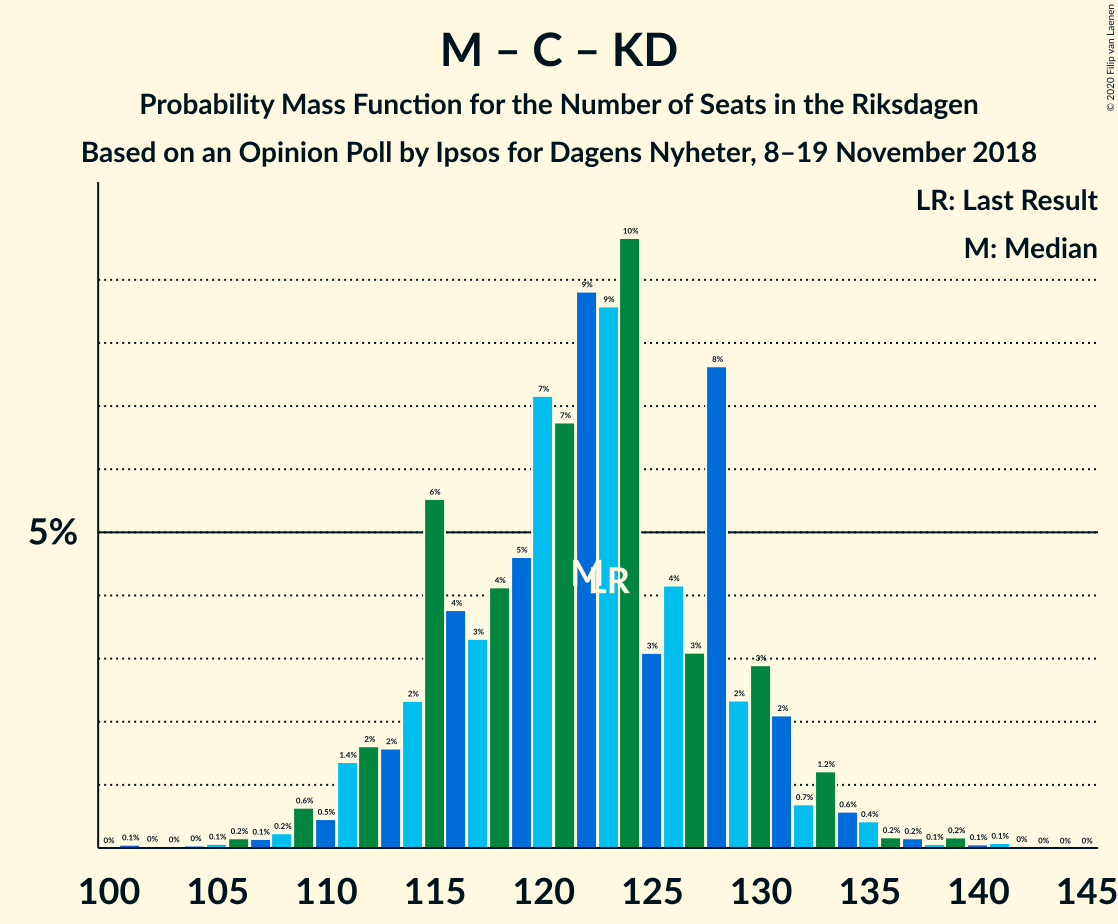 M – C – KD
Probability Mass Function for the Number of Seats in the Riksdagen
Based on an Opinion Poll by Ipsos for Dagens Nyheter, 8–19 November 2018
© 2020 Filip van Laenen
LR: Last Result
M: Median
5%
0% 0.1% 0% 0% 0% 0.1% 0.2% 0.1% 0.2% 0.6% 0.5% 1.4% 2% 2% 2% 6% 4% 3% 4% 5% 7% 7% 9% 9% 10% 3% 4% 3% 8% 2% 3% 2% 0.7% 1.2% 0.6% 0.4% 0.2% 0.2% 0.1% 0.2% 0.1% 0.1% 0% 0% 0% 0%
M LR
100 105 110 115 120 125 130 135 140 145